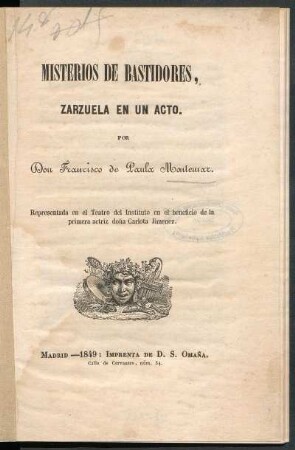 MISTERIOS DE BASTIDORES,
ZARZUELA EN UN ACTO.
POR
Don Francisco de Paula Montemar.
Representada en el Teatro del Instituto en el beneficio de la
primera actriz doña Carlota Jimenez.
MADRID—1849: IMPRENTA DE D. S. OMAÑA.
Calle de Cervantes, núm. 34.